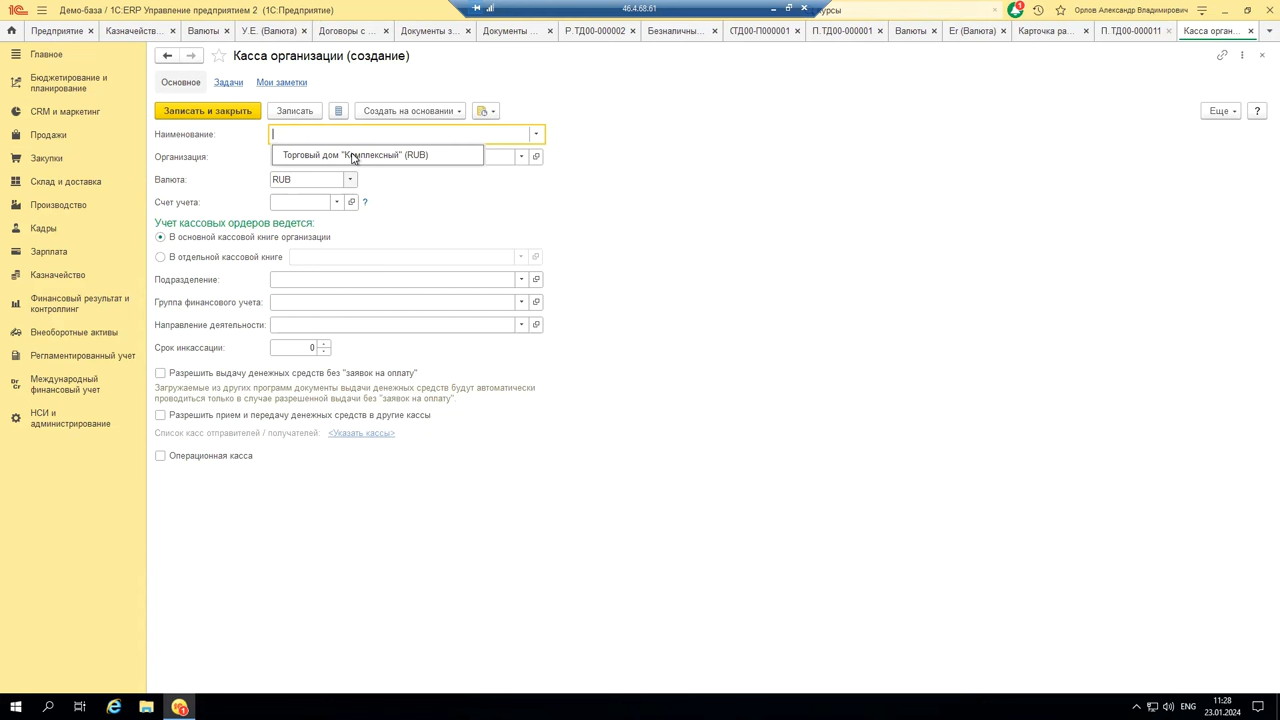 Демо-база / 1С:ERP Управление предприятием 2 (1С:Предприятие)
46.4.68.61
1
Орлов Александр Владимирович
Предприятие
Казначейств...
Валюты
У.Е. (Валюта)
Договоры с ...
Документы з...
Документы ...
Р.ТД00-000002
Безналичны...
СТД00-П000001
П.ТД00-000001
Валюты
Er (Валюта)
Карточка ра...
П. ТД00-000011
Касса орган...
Главное
Бюджетирование и
планирование
CRM и маркетинг
Продажи
Закупки
Склад и доставка
Производство
Кадры
Зарплата
Казначейство
Финансовый результат и
контроллинг
Внеоборотные активы
Регламентированный учет
Международный
финансовый учет
НСИ и
администрирование
Касса организации (создание)
Основное Задачи Мои заметки
Записать и закрыть Записать Создать на основании Еще ?
Наименование:
Торговый дом "Комплексный" (RUB)
Организация:
Валюта: RUB
Счет учета: ?
Учет кассовых ордеров ведется:
В основной кассовой книге организации
В отдельной кассовой книге
Подразделение:
Группа финансового учета:
Направление деятельности:
Срок инкассации: 0
Разрешить выдачу денежных средств без "заявок на оплату"
Загружаемые из других программ документы выдачи денежных средств будут автоматически
проводиться только в случае разрешенной выдачи без "заявок на оплату".
Разрешить прием и передачу денежных средств в другие кассы
Список касс отправителей / получателей: <Указать кассы>
Операционная касса
ENG
11:28
23.01.2024